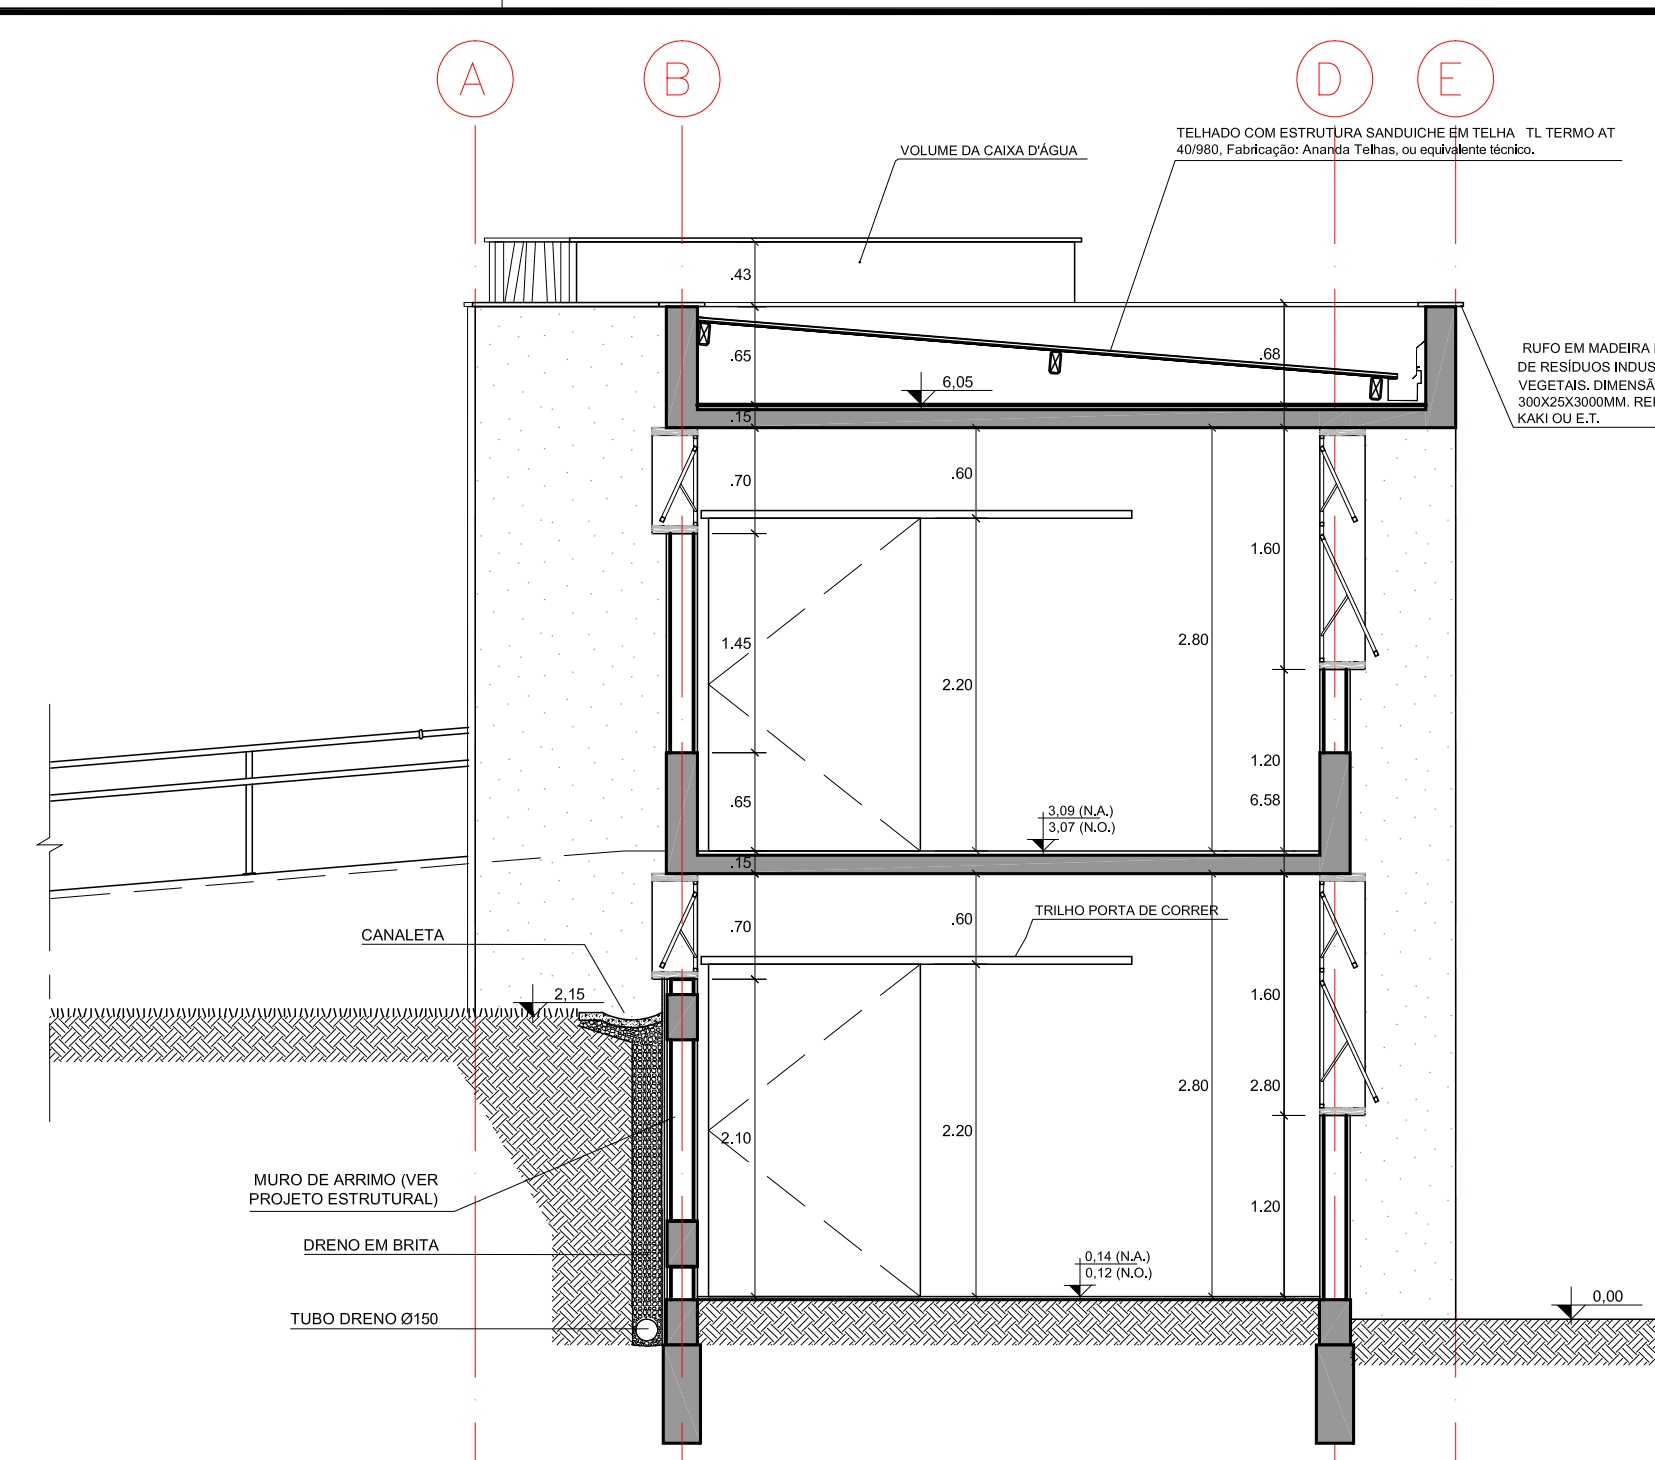 A
B
D
E
VOLUME DA CAIXA D'ÁGUA
TELHADO COM ESTRUTURA SANDUICHE EM TELHA TL TERMO AT
40/980, Fabricação: Ananda Telhas, ou equivalente técnico.
.43
.65
.68
6,05
.15
RUFO EM MADEIRA
DE RESÍDUOS INDUS
VEGETAIS. DIMENSÃ
300X25X3000MM. RE
KAKI OU E.T.
.70
.60
1.60
1.45
2.80
2.20
1.20
.65
6.58
3,09 (N.A.)
3,07 (N.O.)
.15
TRILHO PORTA DE CORRER
.70
.60
CANALETA
2,15
1.60
2.80
2.80
2.10
2.20
MURO DE ARRIMO (VER
PROJETO ESTRUTURAL)
1.20
DRENO EM BRITA
0,14 (N.A.)
0,12 (N.O.)
0,00
TUBO DRENO Ø150